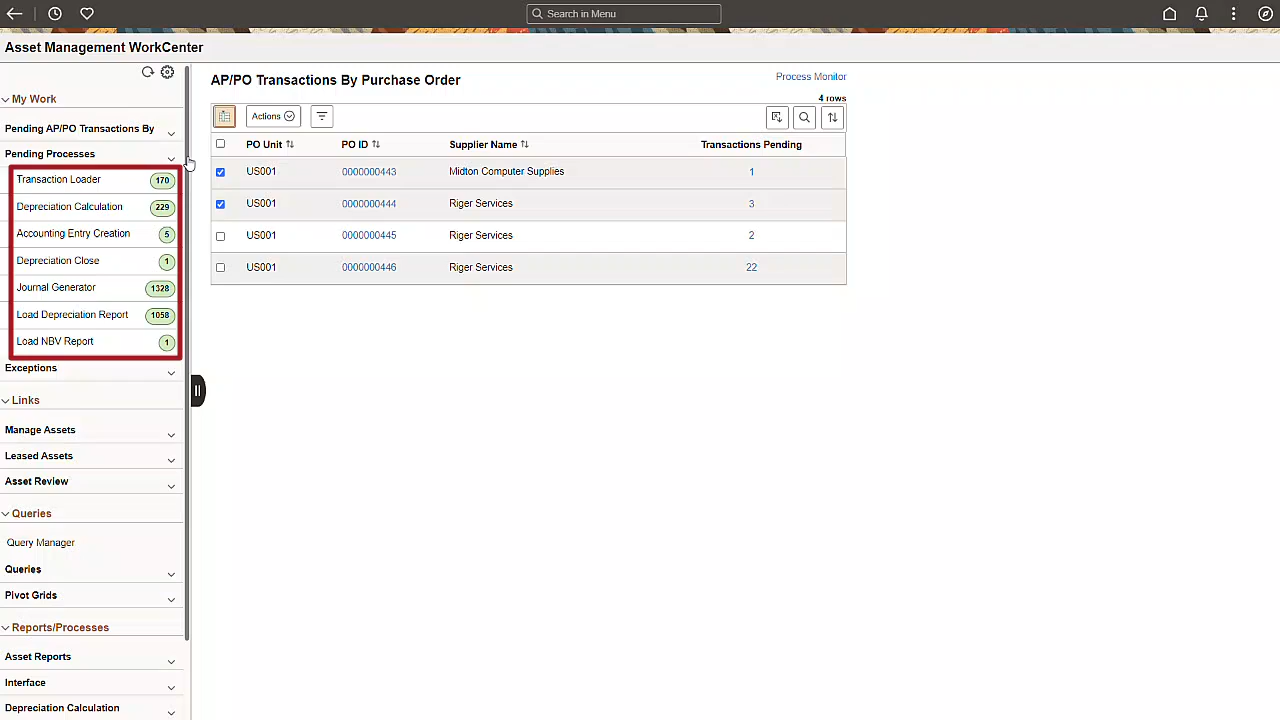 Search in Menu
Asset Management WorkCenter
My Work
Pending AP/PO Transactions By
Pending Processes
Transaction Loader 170
Depreciation Calculation 229
Accounting Entry Creation 5
Depreciation Close 1
Journal Generator 1328
Load Depreciation Report 1058
Load NBV Report 1
Exceptions
Links
Manage Assets
Leased Assets
Asset Review
Queries
Query Manager
Queries
Pivot Grids
Reports/Processes
Asset Reports
Interface
Depreciation Calculation
AP/PO Transactions By Purchase Order
Process Monitor
4 rows
Actions
PO Unit PO ID Supplier Name Transactions Pending
US001 0000000443 Midton Computer Supplies 1
US001 0000000444 Riger Services 3
US001 0000000445 Riger Services 2
US001 0000000446 Riger Services 22